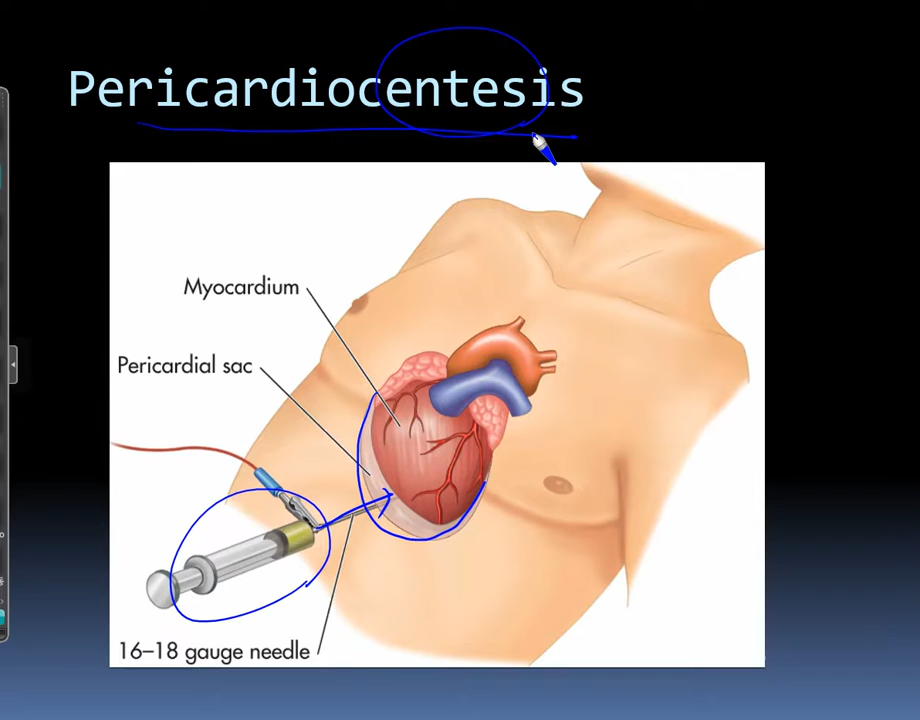 Pericardiocentesis
Myocardium
Pericardial sac
16–18 gauge needle